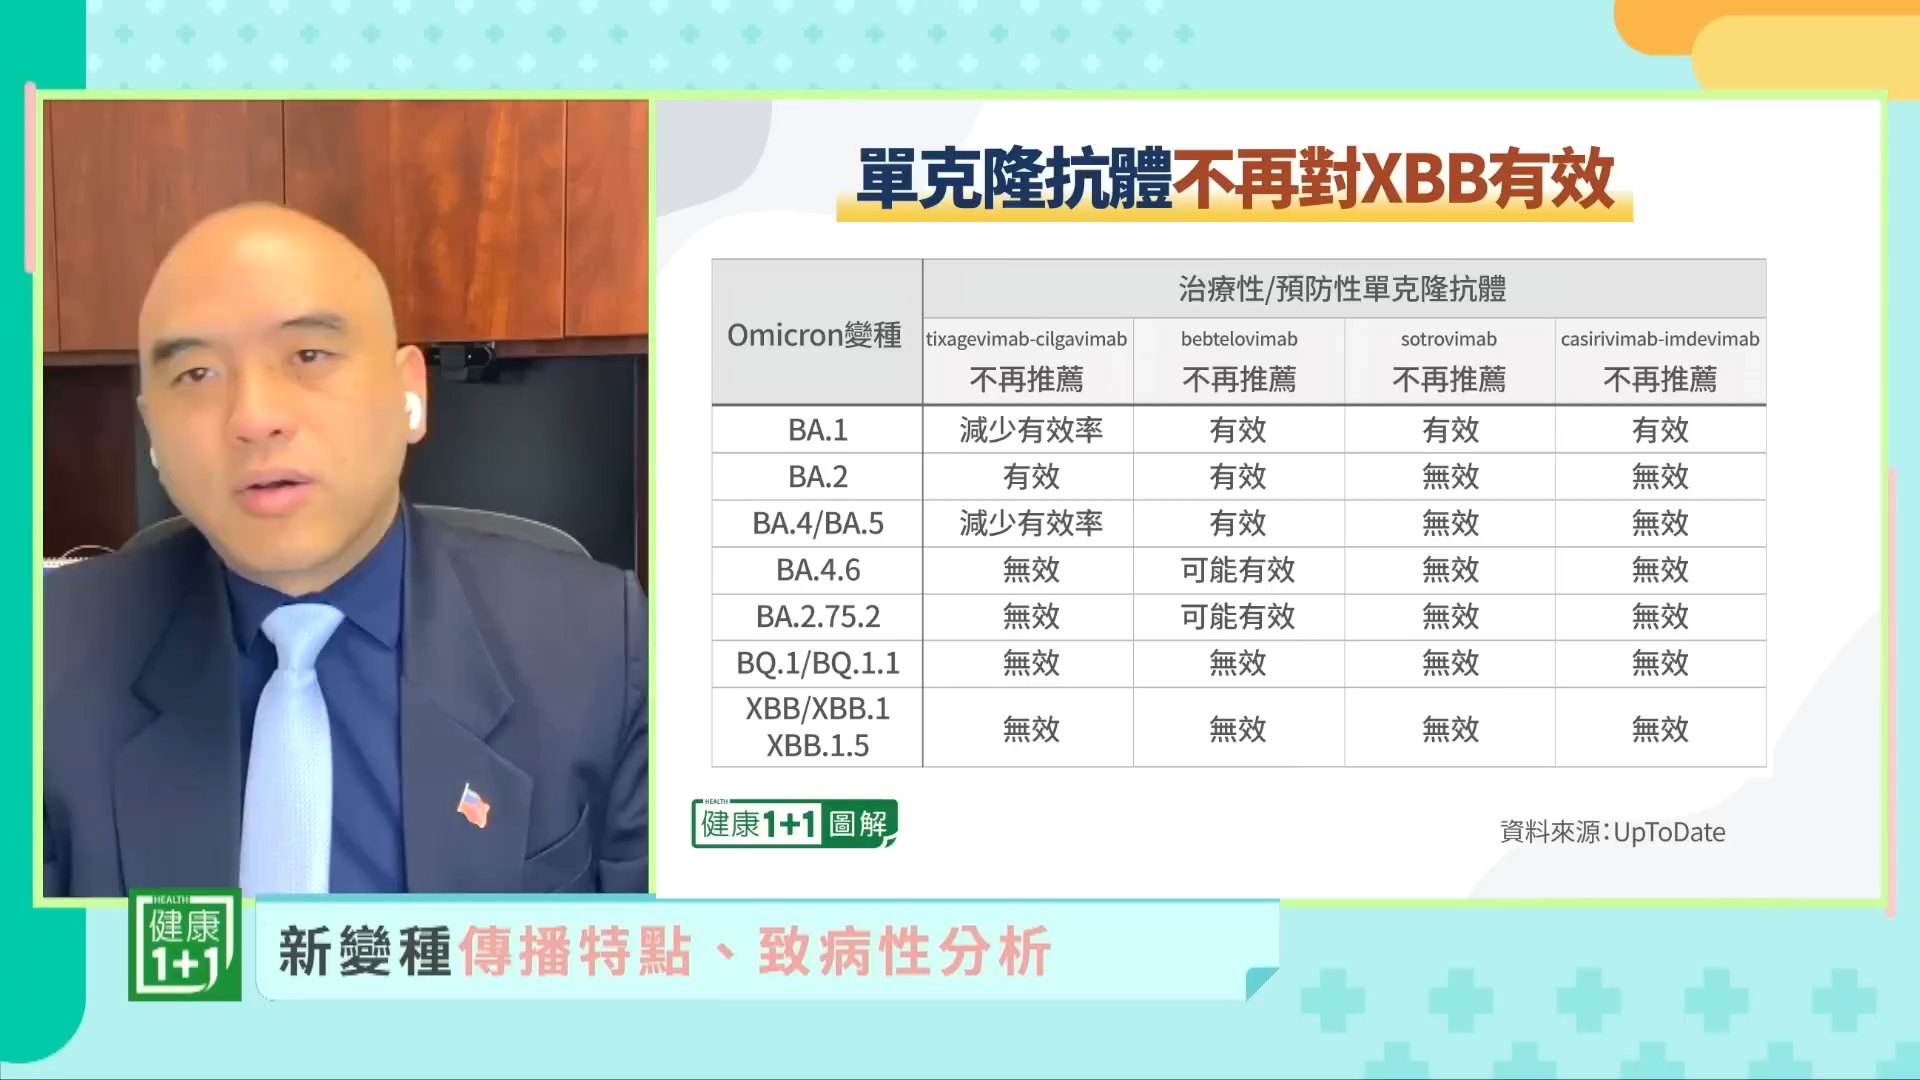 單克隆抗體不再對XBB有效
Omicron變種
治療性/預防性單克隆抗體
tixagevimab-cilgavimab bebtelovimab sotrovimab casirivimab-imdevimab
不再推薦 不再推薦 不再推薦 不再推薦
BA.1 減少有效率 有效 有效 有效
BA.2 有效 有效 無效 無效
BA.4/BA.5 減少有效率 有效 無效 無效
BA.4.6 無效 可能有效 無效 無效
BA.2.75.2 無效 可能有效 無效 無效
BQ.1/BQ.1.1 無效 無效 無效 無效
XBB/XBB.1
XBB.1.5 無效 無效 無效 無效
HEALTH
健康1+1圖解
資料來源：UpToDate
HEALTH
健康
1+1
新變種傳播特點、致病性分析